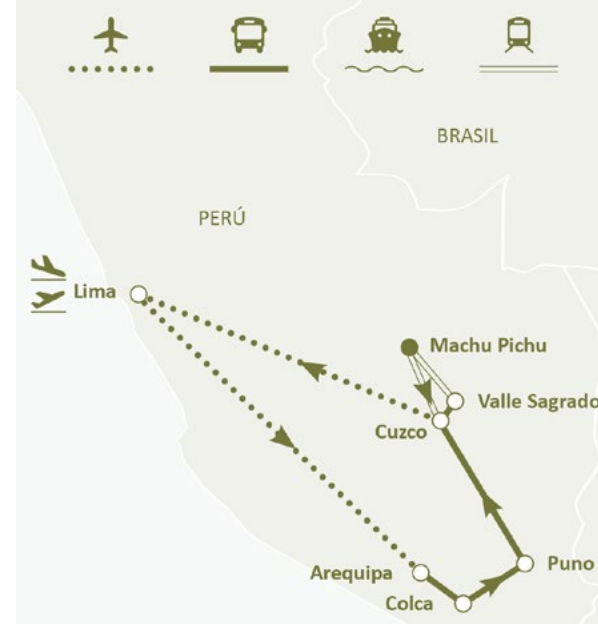 BRASIL
PERÚ
Lima
Machu Pichu
Valle Sagrado
Cuzco
Puno
Arequipa
Colca